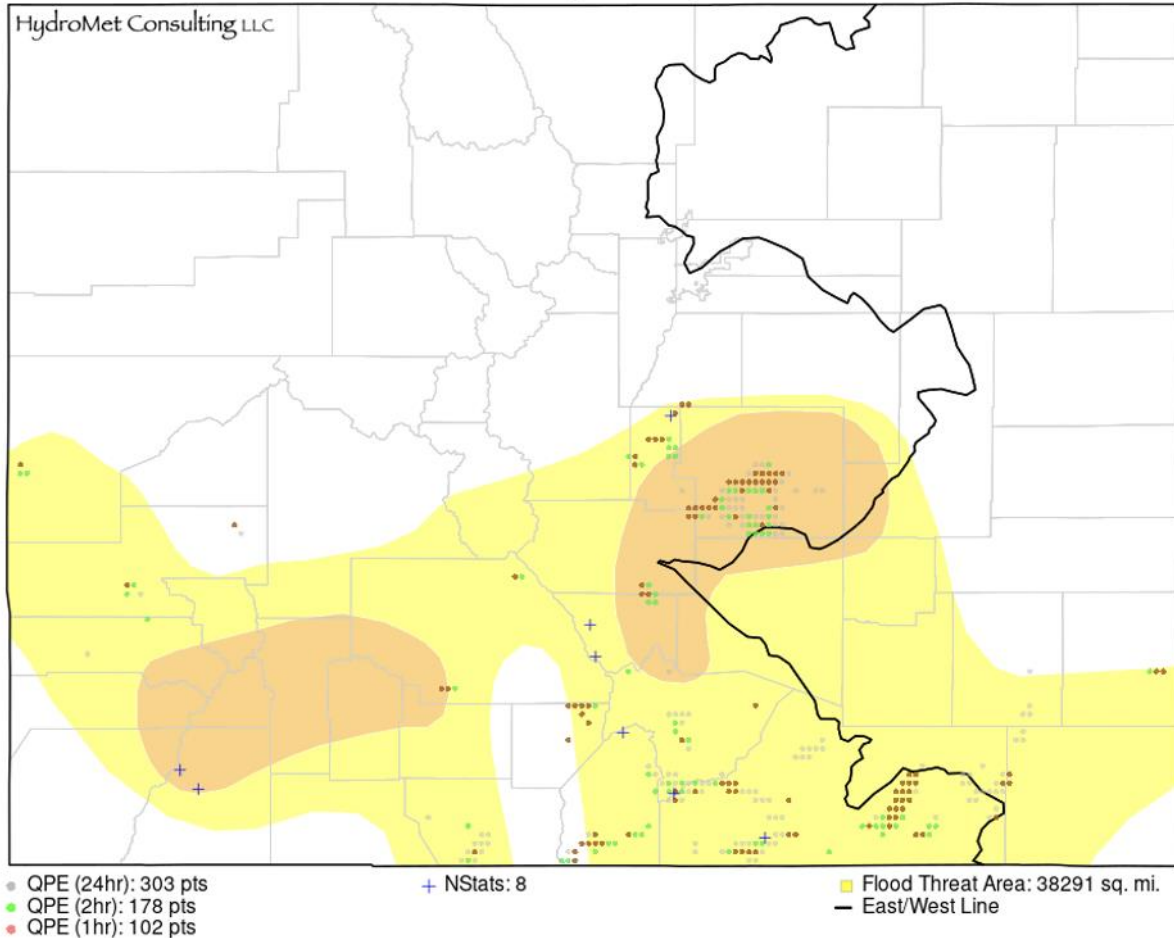 HydroMet Consulting LLC
QPE (24hr): 303 pts
NStats: 8
Flood Threat Area: 38291 sq. mi.
QPE (2hr): 178 pts
East/West Line
QPE (1hr): 102 pts